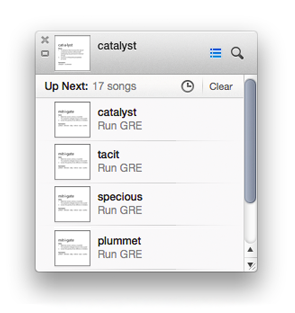 catalyst
Up Next: 17 songs Clear
catalyst
Run GRE
tacit
Run GRE
specious
Run GRE
plummet
Run GRE